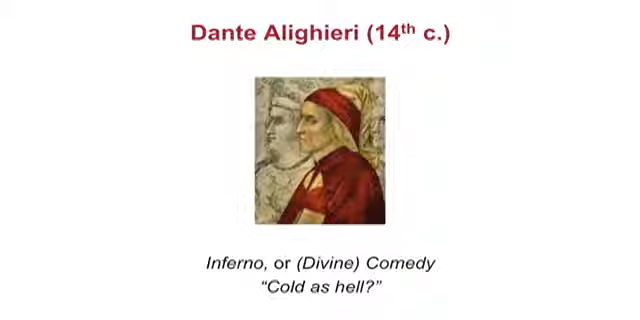 Dante Alighieri (14th c.)
Inferno, or (Divine) Comedy
“Cold as hell?”